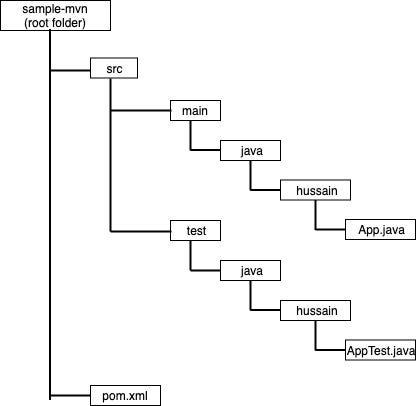 sample-mvn
(root folder)
src
main
java
hussain
App.java
test
java
hussain
AppTest.java
pom.xml